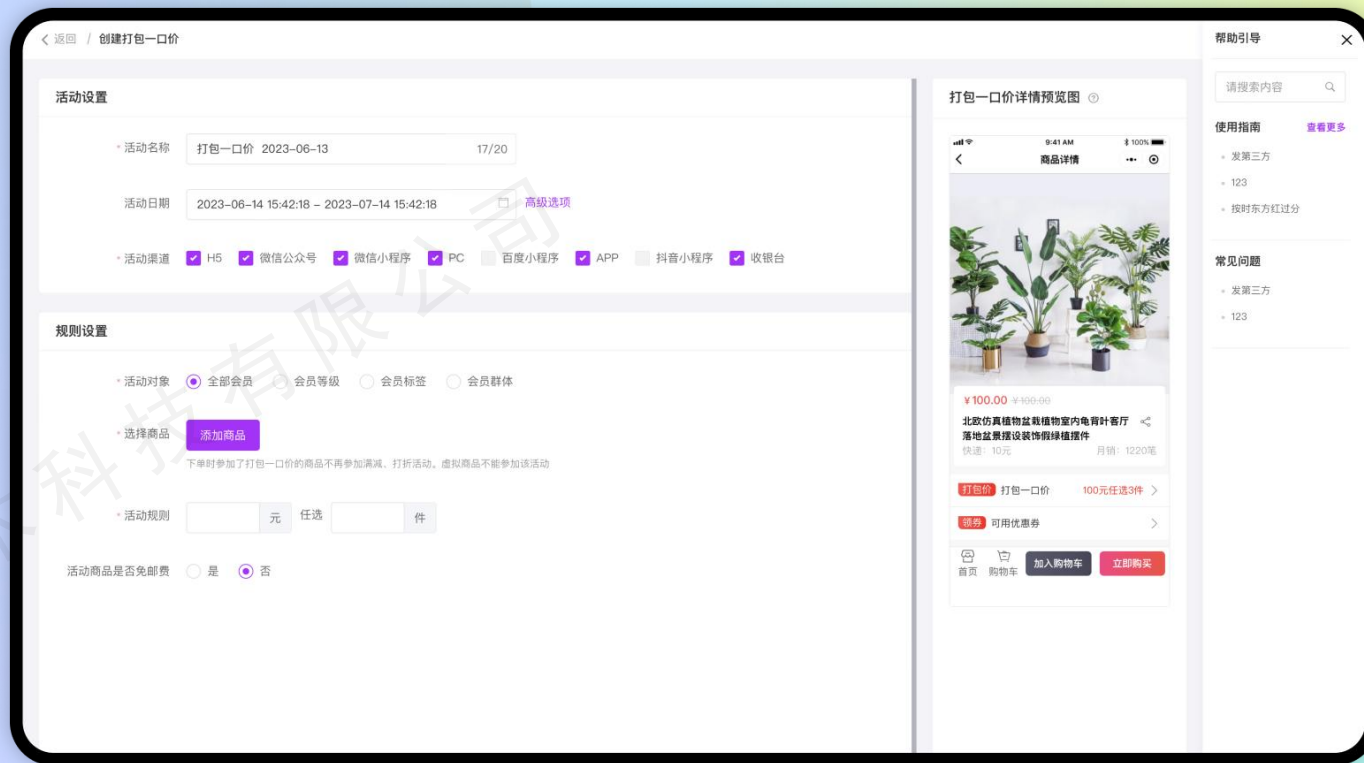 返回 / 创建打包一口价
活动设置
* 活动名称 打包一口价 2023-06-13 17/20
活动日期 2023-06-14 15:42:18 - 2023-07-14 15:42:18 高级选项
* 活动渠道 H5 微信公众号 微信小程序 PC 百度小程序 APP 抖音小程序 收银台
规则设置
* 活动对象 全部会员 会员等级 会员标签 会员群体
* 选择商品 添加商品
下单时参加了打包一口价的商品不再参加满减、打折活动。虚拟商品不能参加该活动
* 活动规则 元 任选 件
活动商品是否免邮费 是 否
打包一口价详情预览图
9:41 AM 100%
商品详情
¥100.00 ¥100.00
北欧仿真植物盆栽植物室内龟背叶客厅
落地盆景摆设装饰假绿植摆件
快递: 10元 月销: 1220笔
打包价 打包一口价 100元任选3件
领券 可用优惠券
首页 购物车 加入购物车 立即购买
帮助引导
请搜索内容
使用指南 查看更多
发第三方
123
按时东方红过分
常见问题
发第三方
123
科技有限公司